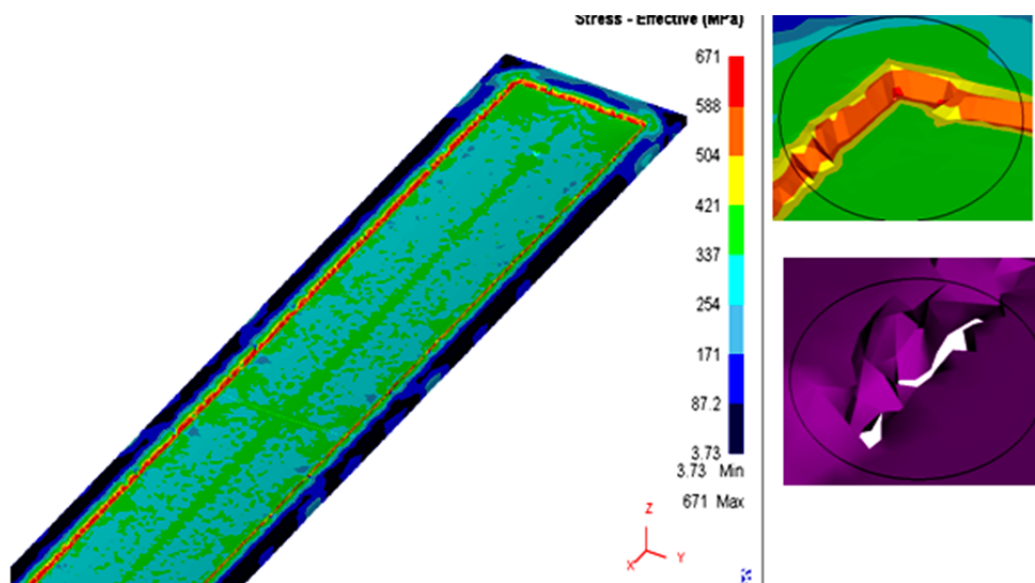 Stress - Effective (MPa)
671
588
504
421
337
254
171
87.2
3.73
3.73 Min
671 Max
Z
X
Y